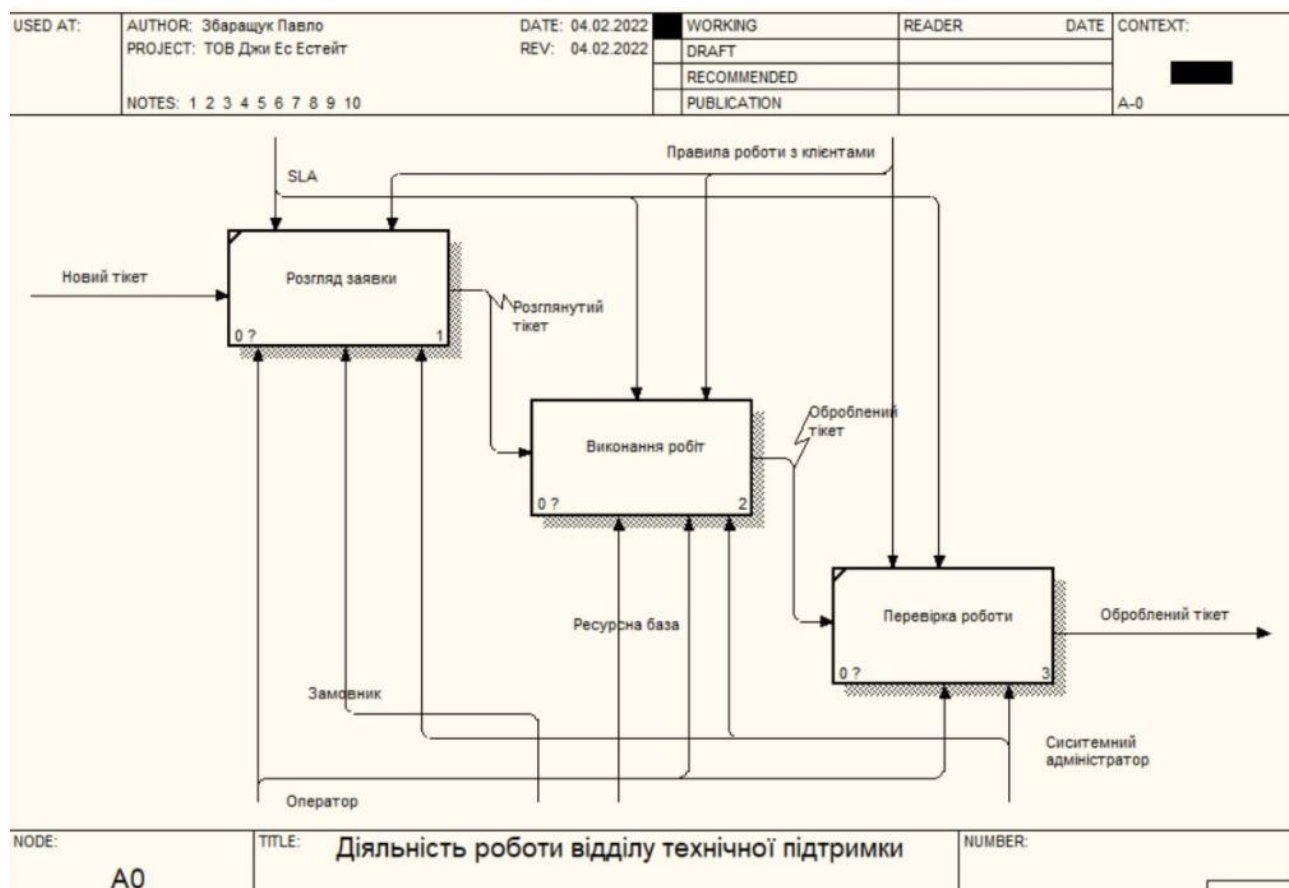 USED AT:
AUTHOR: Збаращук Павло
DATE: 04.02.2022
WORKING
READER
DATE
CONTEXT:
PROJECT: ТОВ Джи Ес Естейт
REV: 04.02.2022
DRAFT
RECOMMENDED
NOTES: 1 2 3 4 5 6 7 8 9 10
PUBLICATION
A-0
Правила роботи з клієнтами
SLA
Новий тікет
Розгляд заявки
0 ?
1
Розглянутий
тікет
Оброблений
тікет
Виконання робіт
0 ?
2
Ресурсна база
Перевірка роботи
Оброблений тікет
0 ?
3
Замовник
Сиситемний
адміністратор
Оператор
NODE:
TITLE:
Діяльність роботи відділу технічної підтримки
NUMBER:
A0